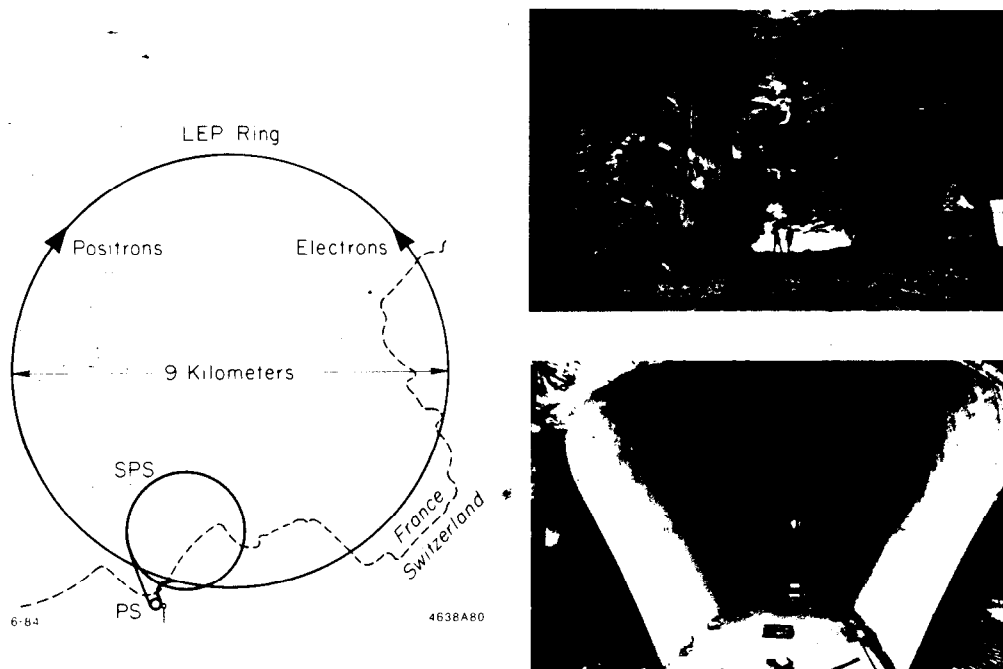 LEP Ring
Positrons
Electrons
9 Kilometers
SPS
France
Switzerland
PS
6-84
4638A80